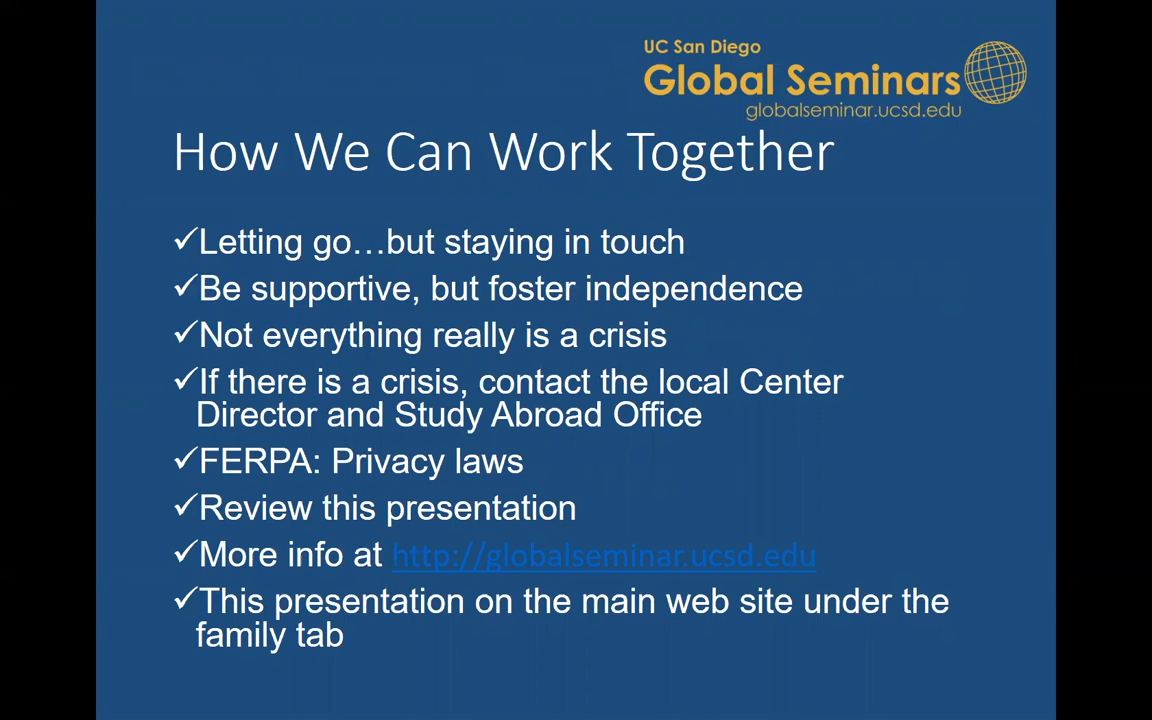 UC San Diego
Global Seminars
globalseminar.ucsd.edu
How We Can Work Together
✓Letting go…but staying in touch
✓Be supportive, but foster independence
✓Not everything really is a crisis
✓If there is a crisis, contact the local Center
Director and Study Abroad Office
✓FERPA: Privacy laws
✓Review this presentation
✓More info at http://globalseminar.ucsd.edu
✓This presentation on the main web site under the
family tab